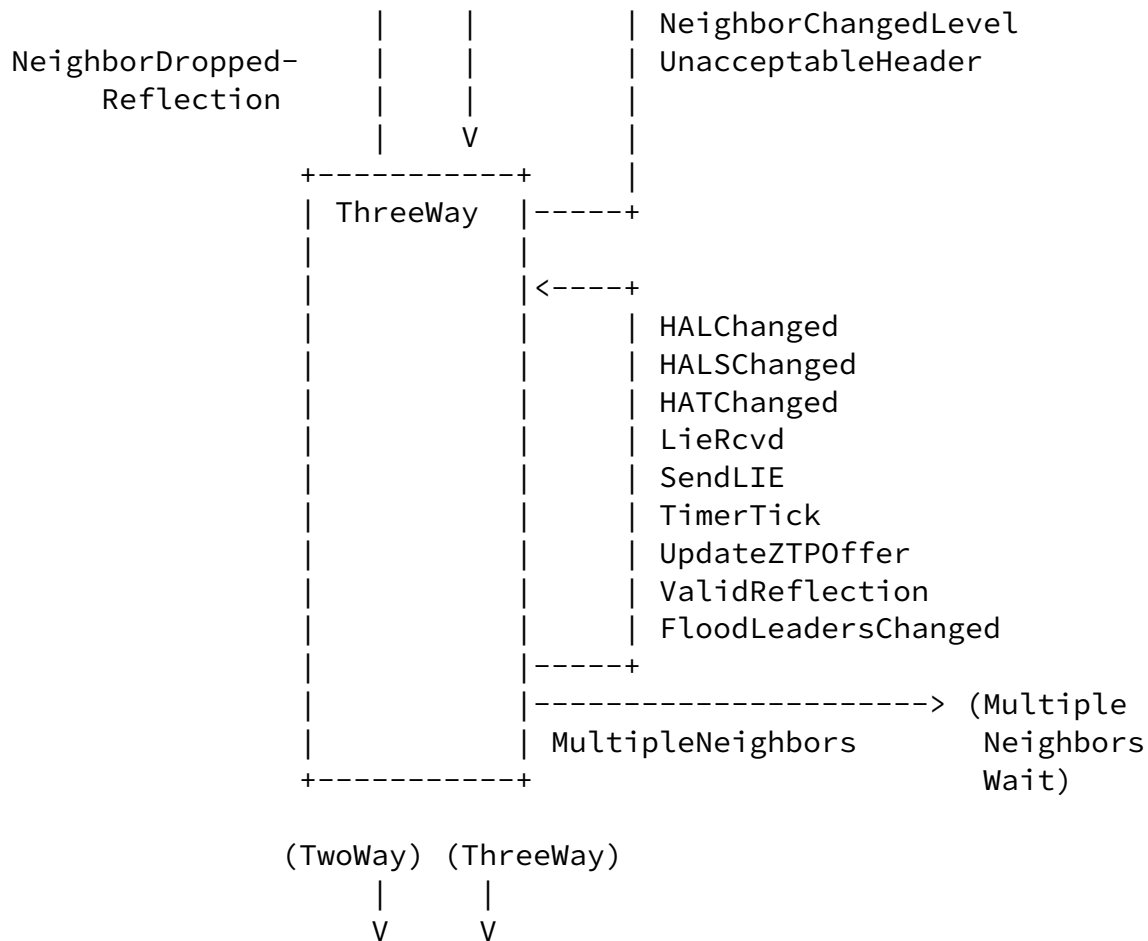 |    |        | NeighborChangedLevel
NeighborDropped-    |    |        | UnacceptableHeader
     Reflection     |    |        |
                    |    V        |
                +-----------+     |
                | ThreeWay  |-----+
                |           |
                |           |<----+
                |           |     | HALChanged
                |           |     | HALSChanged
                |           |     | HATChanged
                |           |     | LieRcvd
                |           |     | SendLIE
                |           |     | TimerTick
                |           |     | UpdateZTPOffer
                |           |     | ValidReflection
                |           |     | FloodLeadersChanged
                |           |-----+
                |           |---------------------> (Multiple
                |           | MultipleNeighbors       Neighbors
                +-----------+                         Wait)

               (TwoWay) (ThreeWay)
                    |     |
                    V     V